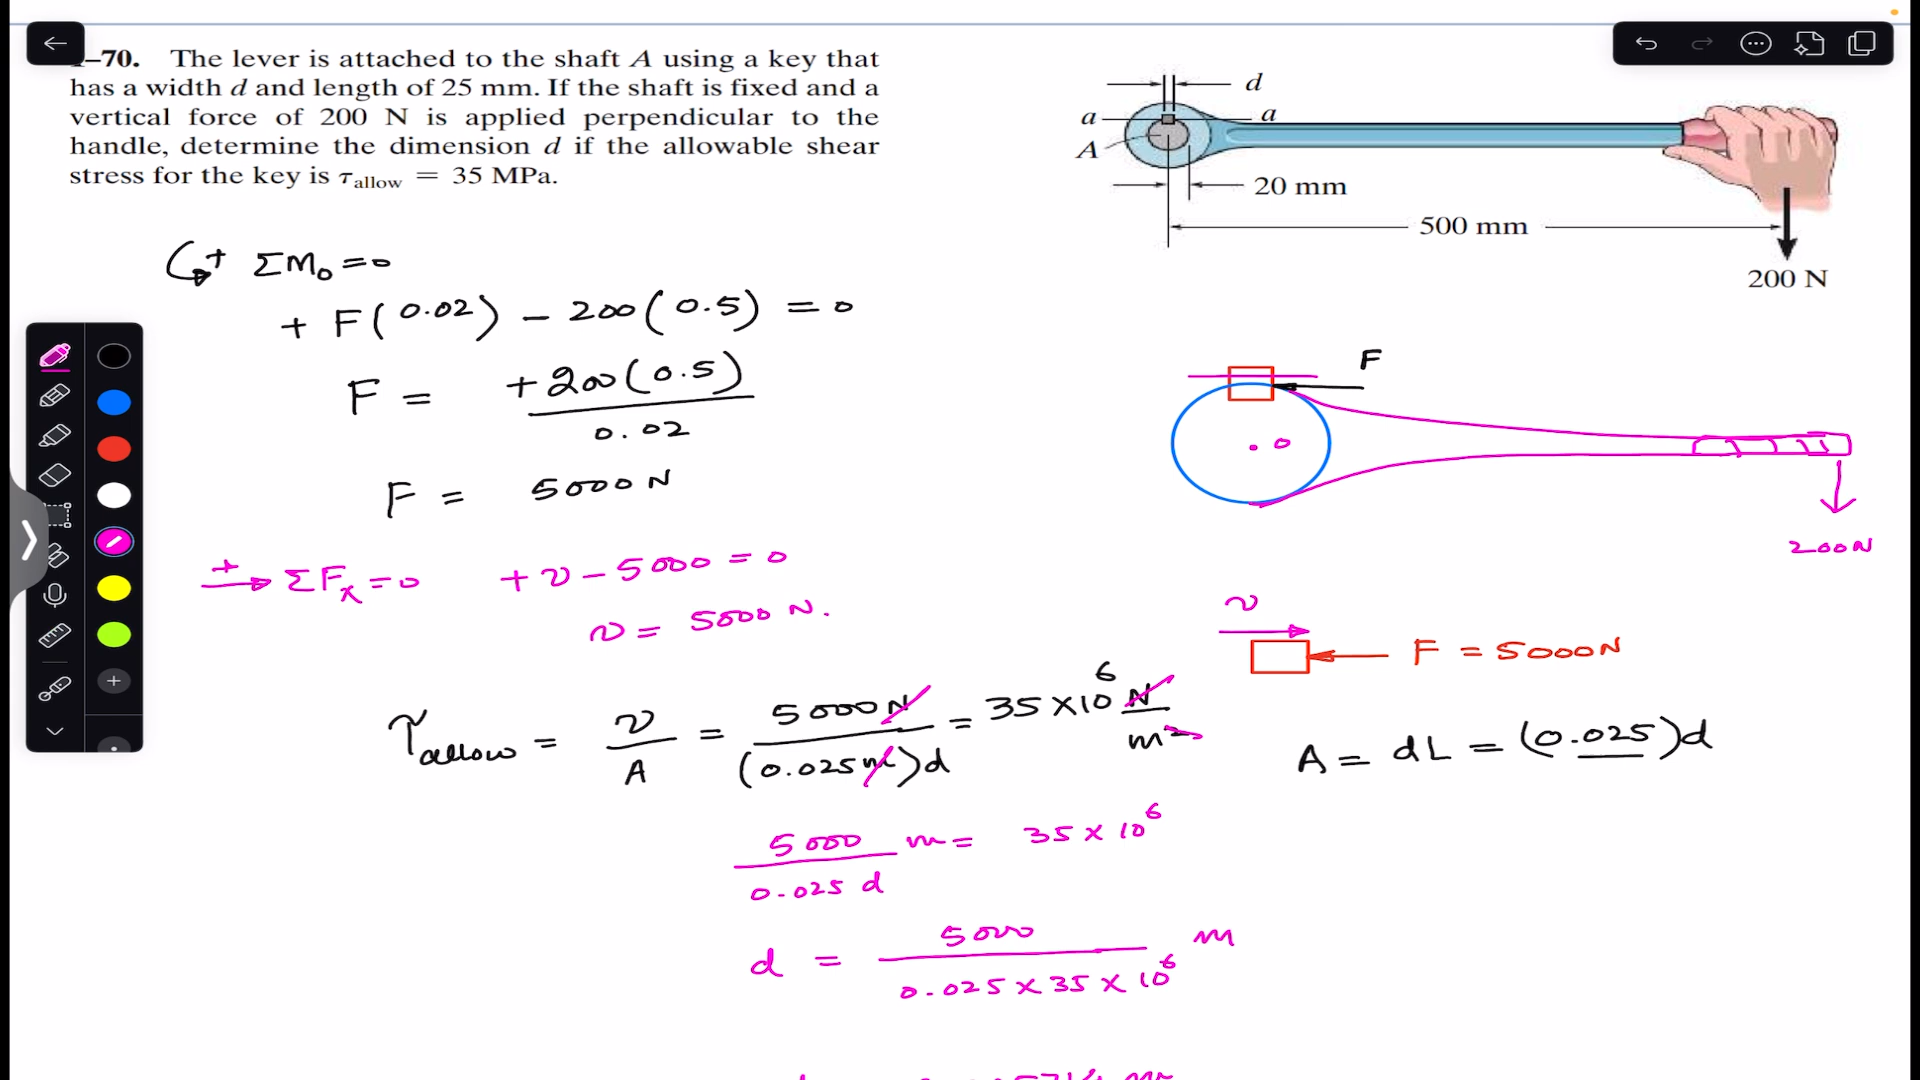 –70. The lever is attached to the shaft A using a key that
has a width d and length of 25 mm. If the shaft is fixed and a
vertical force of 200 N is applied perpendicular to the
handle, determine the dimension d if the allowable shear
stress for the key is τallow = 35 MPa.
d
a
a
A
20 mm
500 mm
200 N
+ ΣM₀ = 0
+ F(0.02) – 200(0.5) = 0
F = +200(0.5) / 0.02
F = 5000 N
F
o
200N
+ ΣFx = 0 + v – 5000 = 0
v = 5000 N.
v
F = 5000N
τallow = v/A = 5000N / (0.025m)d = 35 × 10⁶ N/m²
A = dL = (0.025)d
5000 / 0.025 d m = 35 × 10⁶
d = 5000 / 0.025 × 35 × 10⁶ m